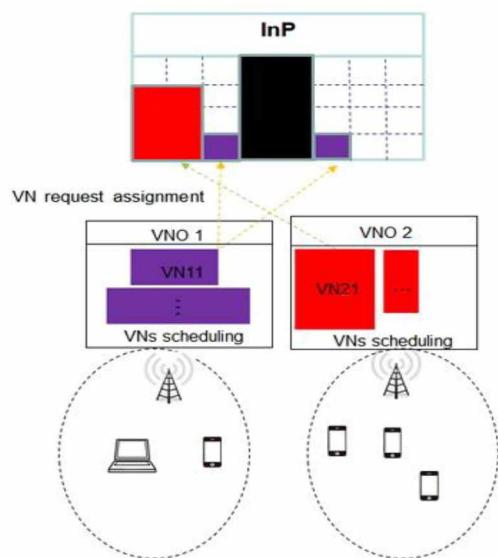 InP
VN request assignment
VNO 1
VN11
⋮
VNs scheduling
VNO 2
VN21
...
VNs scheduling